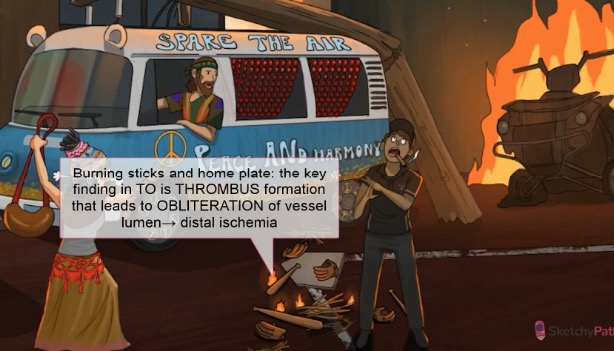 SPARE THE AIR
PEACE AND HARMONY
Burning sticks and home plate: the key
finding in TO is THROMBUS formation
that leads to OBLITERATION of vessel
lumen→ distal ischemia
SketchyPath